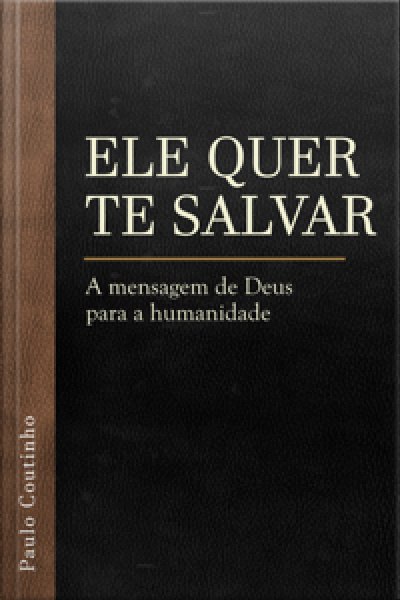 ELE QUER
TE SALVAR
A mensagem de Deus
para a humanidade
Paulo Coutinho